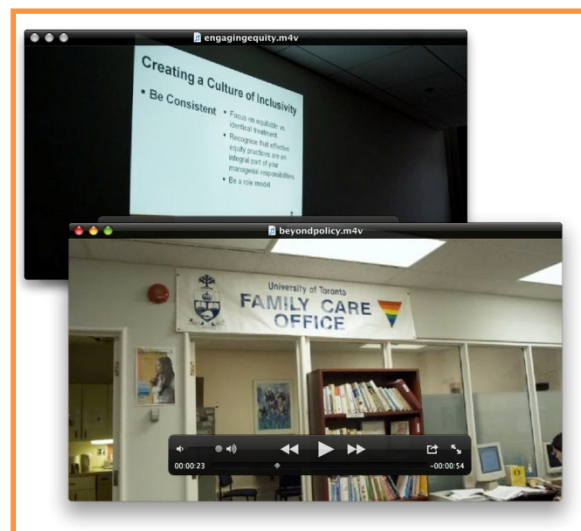 engagingequity.m4v
Creating a Culture of Inclusivity
• Be Consistent
• Focus on equitable vs.
identical treatment
• Recognise that effective
equity practices are an
integral part of your
managerial responsibilities
• Be a role model
beyondpolicy.m4v
University of Toronto
FAMILY CARE
OFFICE
00:00:23
-00:00:54